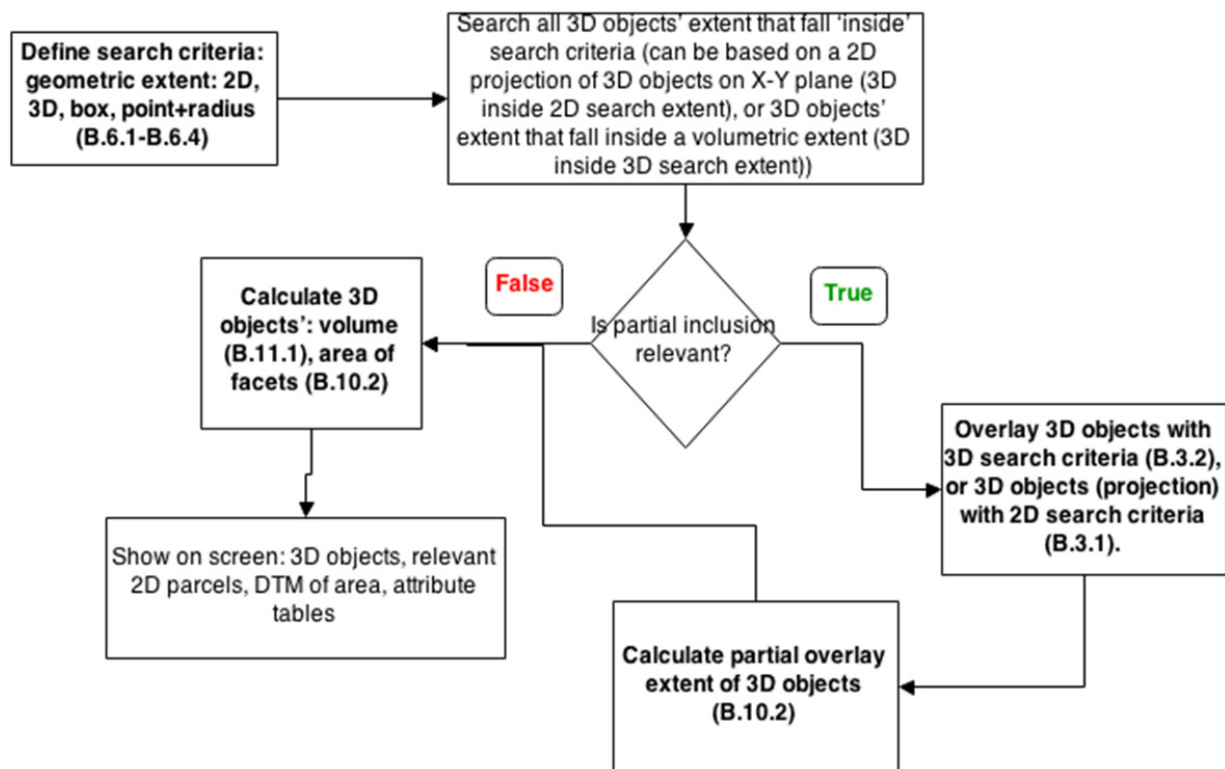 Define search criteria:
geometric extent: 2D,
3D, box, point+radius
(B.6.1-B.6.4)
Search all 3D objects' extent that fall 'inside'
search criteria (can be based on a 2D
projection of 3D objects on X-Y plane (3D
inside 2D search extent), or 3D objects'
extent that fall inside a volumetric extent (3D
inside 3D search extent))
Is partial inclusion
relevant?
False
True
Calculate 3D
objects': volume
(B.11.1), area of
facets (B.10.2)
Overlay 3D objects with
3D search criteria (B.3.2),
or 3D objects (projection)
with 2D search criteria
(B.3.1).
Show on screen: 3D objects, relevant
2D parcels, DTM of area, attribute
tables
Calculate partial overlay
extent of 3D objects
(B.10.2)